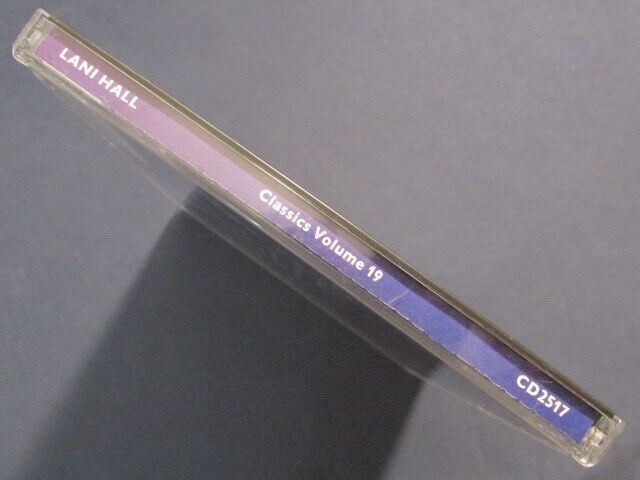 LANI HALL
Classics Volume 19
CD2517